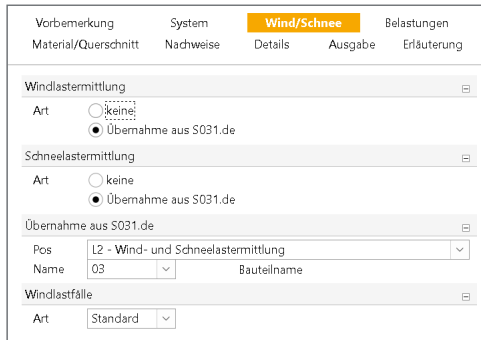 Vorbemerkung System Wind/Schnee Belastungen
Material/Querschnitt Nachweise Details Ausgabe Erläuterung
Windlastermittlung
Art keine
Übernahme aus S031.de
Schneelastermittlung
Art keine
Übernahme aus S031.de
Übernahme aus S031.de
Pos L2 - Wind- und Schneelastermittlung
Name 03 Bauteilname
Windlastfälle
Art Standard